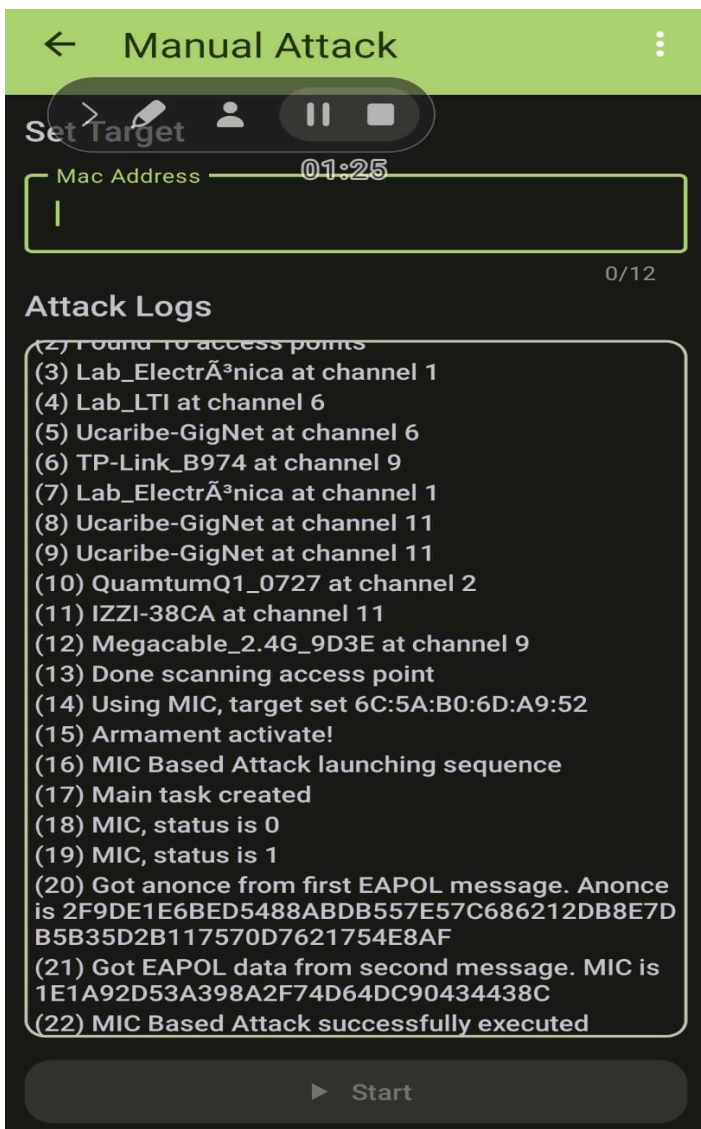 Manual Attack
Set Target
01:25
Mac Address
0/12
Attack Logs
(2) Found 10 access points
(3) Lab_ElectrÃ³nica at channel 1
(4) Lab_LTI at channel 6
(5) Ucaribe-GigNet at channel 6
(6) TP-Link_B974 at channel 9
(7) Lab_ElectrÃ³nica at channel 1
(8) Ucaribe-GigNet at channel 11
(9) Ucaribe-GigNet at channel 11
(10) QuamtumQ1_0727 at channel 2
(11) IZZI-38CA at channel 11
(12) Megacable_2.4G_9D3E at channel 9
(13) Done scanning access point
(14) Using MIC, target set 6C:5A:B0:6D:A9:52
(15) Armament activate!
(16) MIC Based Attack launching sequence
(17) Main task created
(18) MIC, status is 0
(19) MIC, status is 1
(20) Got anonce from first EAPOL message. Anonce
is 2F9DE1E6BED5488ABDB557E57C686212DB8E7D
B5B35D2B117570D7621754E8AF
(21) Got EAPOL data from second message. MIC is
1E1A92D53A398A2F74D64DC90434438C
(22) MIC Based Attack successfully executed
Start